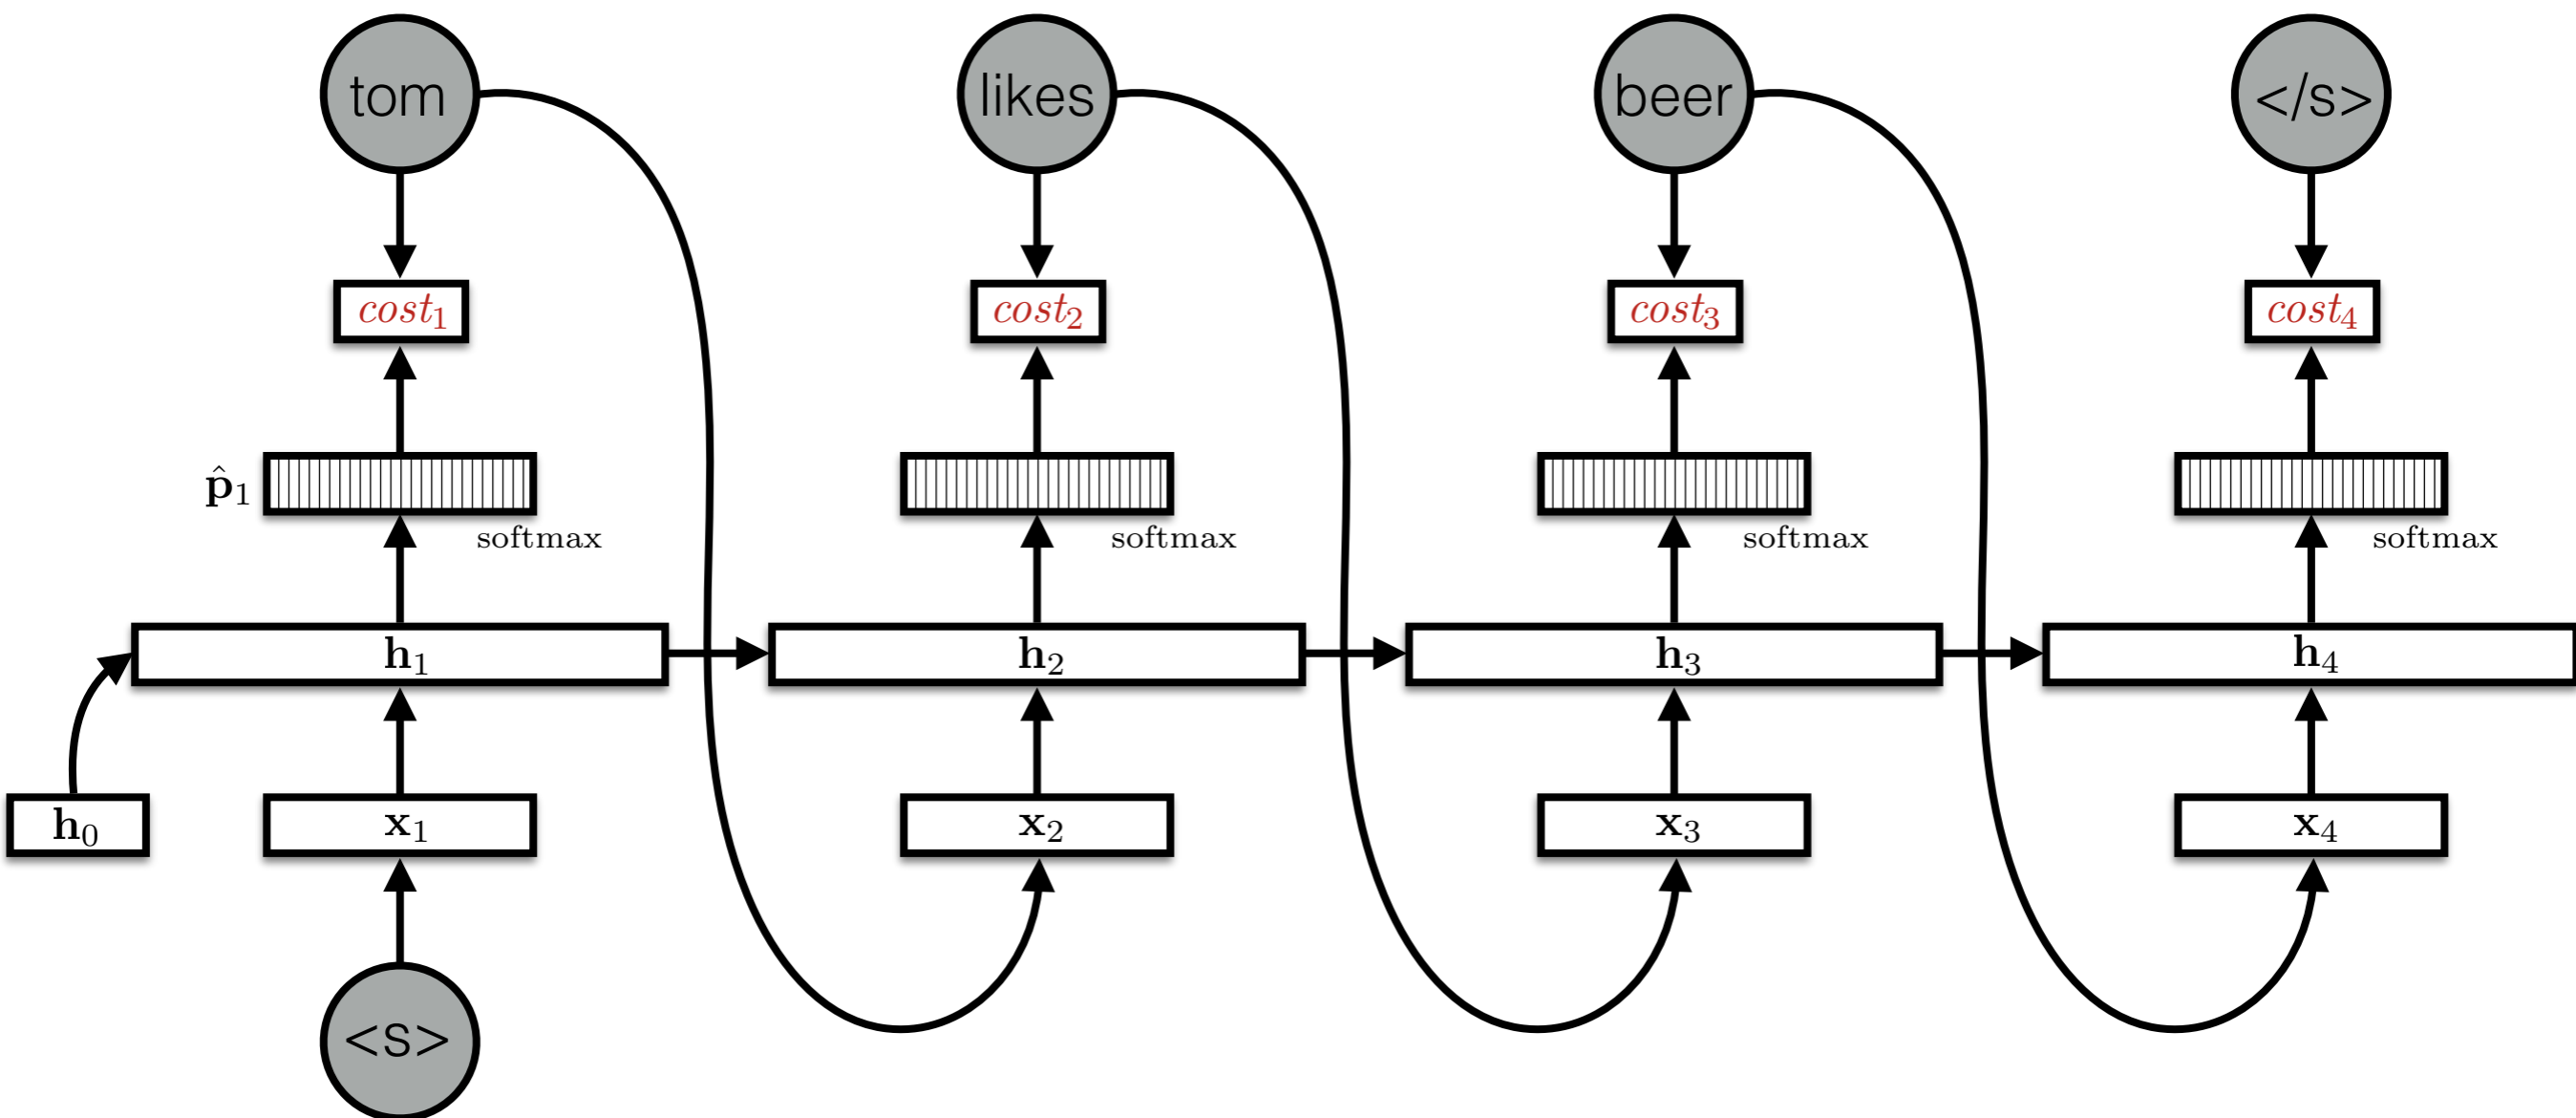 tom likes beer </s>
cost₁ cost₂ cost₃ cost₄
p̂₁
softmax softmax softmax softmax
h₁ h₂ h₃ h₄
h₀ x₁ x₂ x₃ x₄
<s>